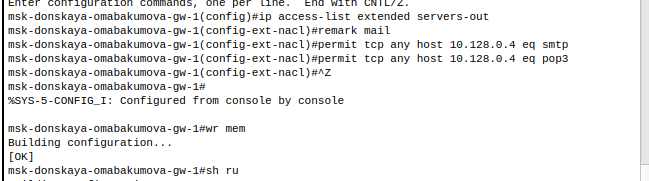 Enter configuration commands, one per line.  End with CNTL/Z.
msk-donskaya-omabakumova-gw-1(config)#ip access-list extended servers-out
msk-donskaya-omabakumova-gw-1(config-ext-nacl)#remark mail
msk-donskaya-omabakumova-gw-1(config-ext-nacl)#permit tcp any host 10.128.0.4 eq smtp
msk-donskaya-omabakumova-gw-1(config-ext-nacl)#permit tcp any host 10.128.0.4 eq pop3
msk-donskaya-omabakumova-gw-1(config-ext-nacl)#^Z
msk-donskaya-omabakumova-gw-1#
%SYS-5-CONFIG_I: Configured from console by console
msk-donskaya-omabakumova-gw-1#wr mem
Building configuration...
[OK]
msk-donskaya-omabakumova-gw-1#sh ru